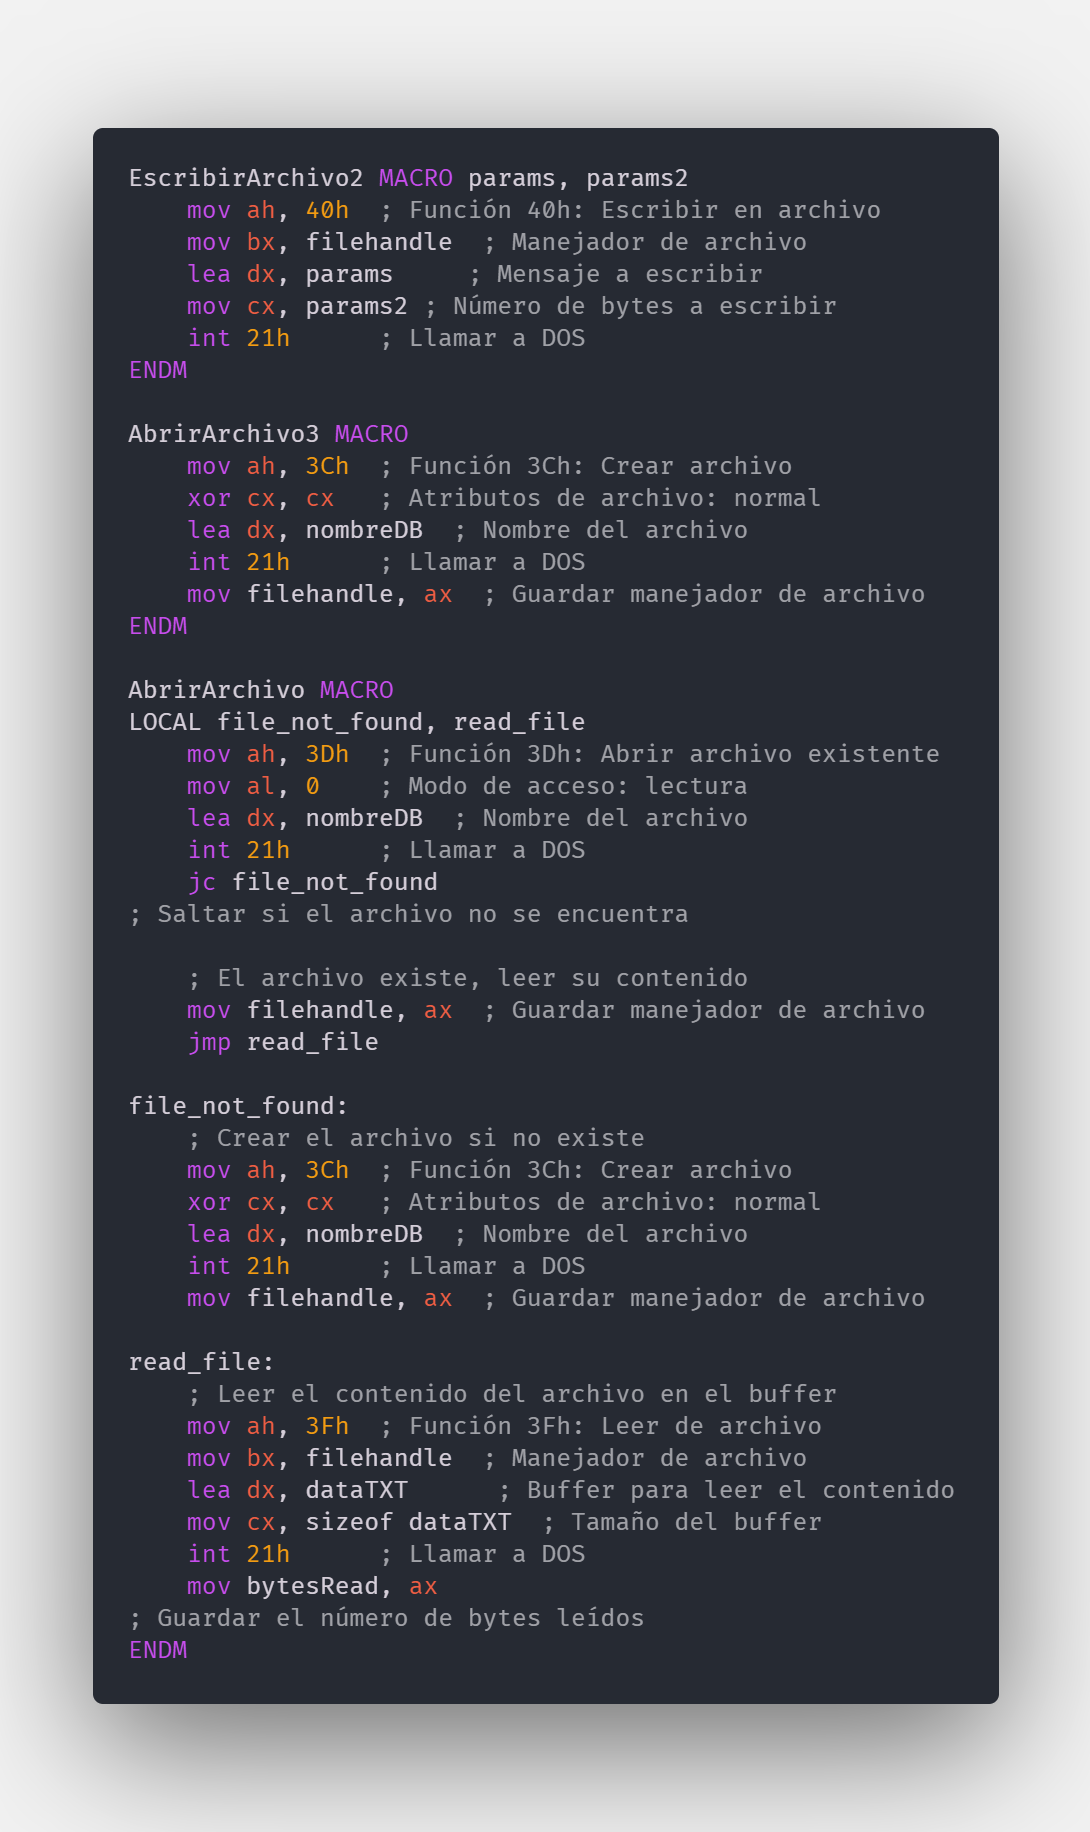 EscribirArchivo2 MACRO params, params2
    mov ah, 40h  ; Función 40h: Escribir en archivo
    mov bx, filehandle  ; Manejador de archivo
    lea dx, params     ; Mensaje a escribir
    mov cx, params2 ; Número de bytes a escribir
    int 21h      ; Llamar a DOS
ENDM

AbrirArchivo3 MACRO
    mov ah, 3Ch  ; Función 3Ch: Crear archivo
    xor cx, cx   ; Atributos de archivo: normal
    lea dx, nombreDB  ; Nombre del archivo
    int 21h      ; Llamar a DOS
    mov filehandle, ax  ; Guardar manejador de archivo
ENDM

AbrirArchivo MACRO
LOCAL file_not_found, read_file
    mov ah, 3Dh  ; Función 3Dh: Abrir archivo existente
    mov al, 0    ; Modo de acceso: lectura
    lea dx, nombreDB  ; Nombre del archivo
    int 21h      ; Llamar a DOS
    jc file_not_found
; Saltar si el archivo no se encuentra

    ; El archivo existe, leer su contenido
    mov filehandle, ax  ; Guardar manejador de archivo
    jmp read_file

file_not_found:
    ; Crear el archivo si no existe
    mov ah, 3Ch  ; Función 3Ch: Crear archivo
    xor cx, cx   ; Atributos de archivo: normal
    lea dx, nombreDB  ; Nombre del archivo
    int 21h      ; Llamar a DOS
    mov filehandle, ax  ; Guardar manejador de archivo

read_file:
    ; Leer el contenido del archivo en el buffer
    mov ah, 3Fh  ; Función 3Fh: Leer de archivo
    mov bx, filehandle  ; Manejador de archivo
    lea dx, dataTXT      ; Buffer para leer el contenido
    mov cx, sizeof dataTXT  ; Tamaño del buffer
    int 21h      ; Llamar a DOS
    mov bytesRead, ax
; Guardar el número de bytes leídos
ENDM